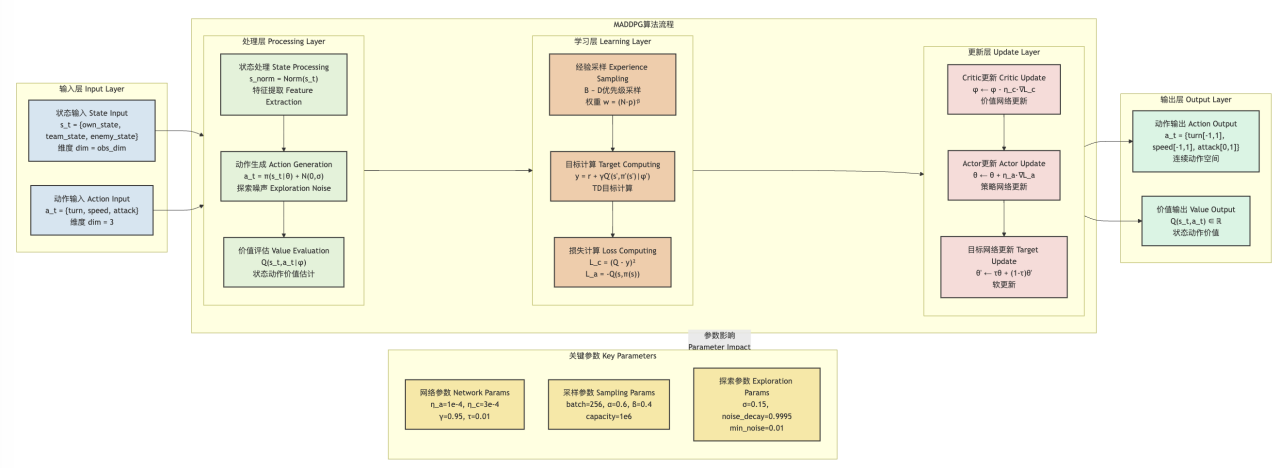 MADDPG算法流程
输入层 Input Layer
状态输入 State Input
s_t = {own_state,
team_state, enemy_state}
维度 dim = obs_dim
动作输入 Action Input
a_t = {turn, speed, attack}
维度 dim = 3
处理层 Processing Layer
状态处理 State Processing
s_norm = Norm(s_t)
特征提取 Feature
Extraction
动作生成 Action Generation
a_t = π(s_t|θ) + N(0,σ)
探索噪声 Exploration Noise
价值评估 Value Evaluation
Q(s_t,a_t|φ)
状态动作价值估计
学习层 Learning Layer
经验采样 Experience
Sampling
B ~ D优先级采样
权重 w = (N·p)⁻ᵝ
目标计算 Target Computing
y = r + γQ'(s',π'(s')|φ')
TD目标计算
损失计算 Loss Computing
L_c = (Q - y)²
L_a = -Q(s,π(s))
更新层 Update Layer
Critic更新 Critic Update
φ ← φ - η_c·∇L_c
价值网络更新
Actor更新 Actor Update
θ ← θ + η_a·∇L_a
策略网络更新
目标网络更新 Target
Update
θ' ← τθ + (1-τ)θ'
软更新
输出层 Output Layer
动作输出 Action Output
a_t = {turn[-1,1],
speed[-1,1], attack[0,1]}
连续动作空间
价值输出 Value Output
Q(s_t,a_t) ∈ ℝ
状态动作价值
参数影响
Parameter Impact
关键参数 Key Parameters
网络参数 Network Params
η_a=1e-4, η_c=3e-4
γ=0.95, τ=0.01
采样参数 Sampling Params
batch=256, α=0.6, β=0.4
capacity=1e6
探索参数 Exploration
Params
σ=0.15,
noise_decay=0.9995
min_noise=0.01